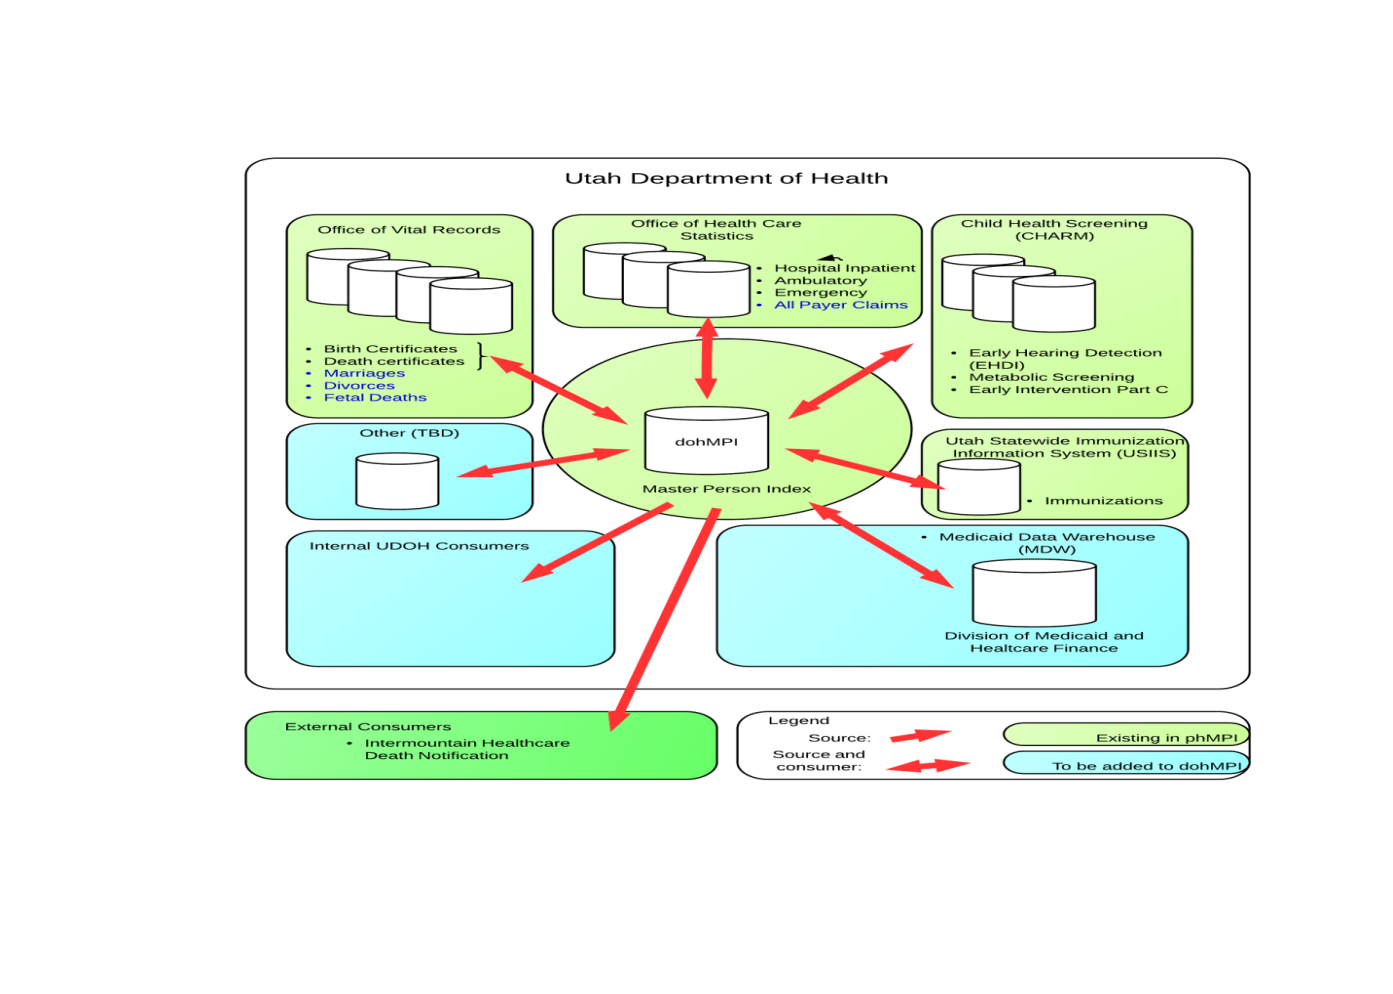 Utah Department of Health
Office of Vital Records
• Birth Certificates
• Death certificates
• Marriages
• Divorces
• Fetal Deaths
Office of Health Care
Statistics
• Hospital Inpatient
• Ambulatory
• Emergency
• All Payer Claims
Child Health Screening
(CHARM)
• Early Hearing Detection
(EHDI)
• Metabolic Screening
• Early Intervention Part C
Other (TBD)
dohMPI
Master Person Index
Utah Statewide Immunization
Information System (USIIS)
• Immunizations
Internal UDOH Consumers
• Medicaid Data Warehouse
(MDW)
Division of Medicaid and
Healtcare Finance
External Consumers
• Intermountain Healthcare
Death Notification
Legend
Source:
Source and
consumer:
Existing in phMPI
To be added to dohMPI